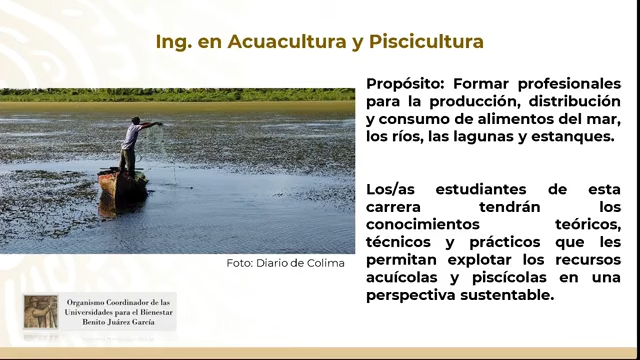 Ing. en Acuacultura y Piscicultura
Propósito: Formar profesionales
para la producción, distribución
y consumo de alimentos del mar,
los ríos, las lagunas y estanques.
Los/as estudiantes de esta
carrera tendrán los
conocimientos teóricos,
técnicos y prácticos que les
permitan explotar los recursos
acuícolas y piscícolas en una
perspectiva sustentable.
Foto: Diario de Colima
Organismo Coordinador de las
Universidades para el Bienestar
Benito Juárez García